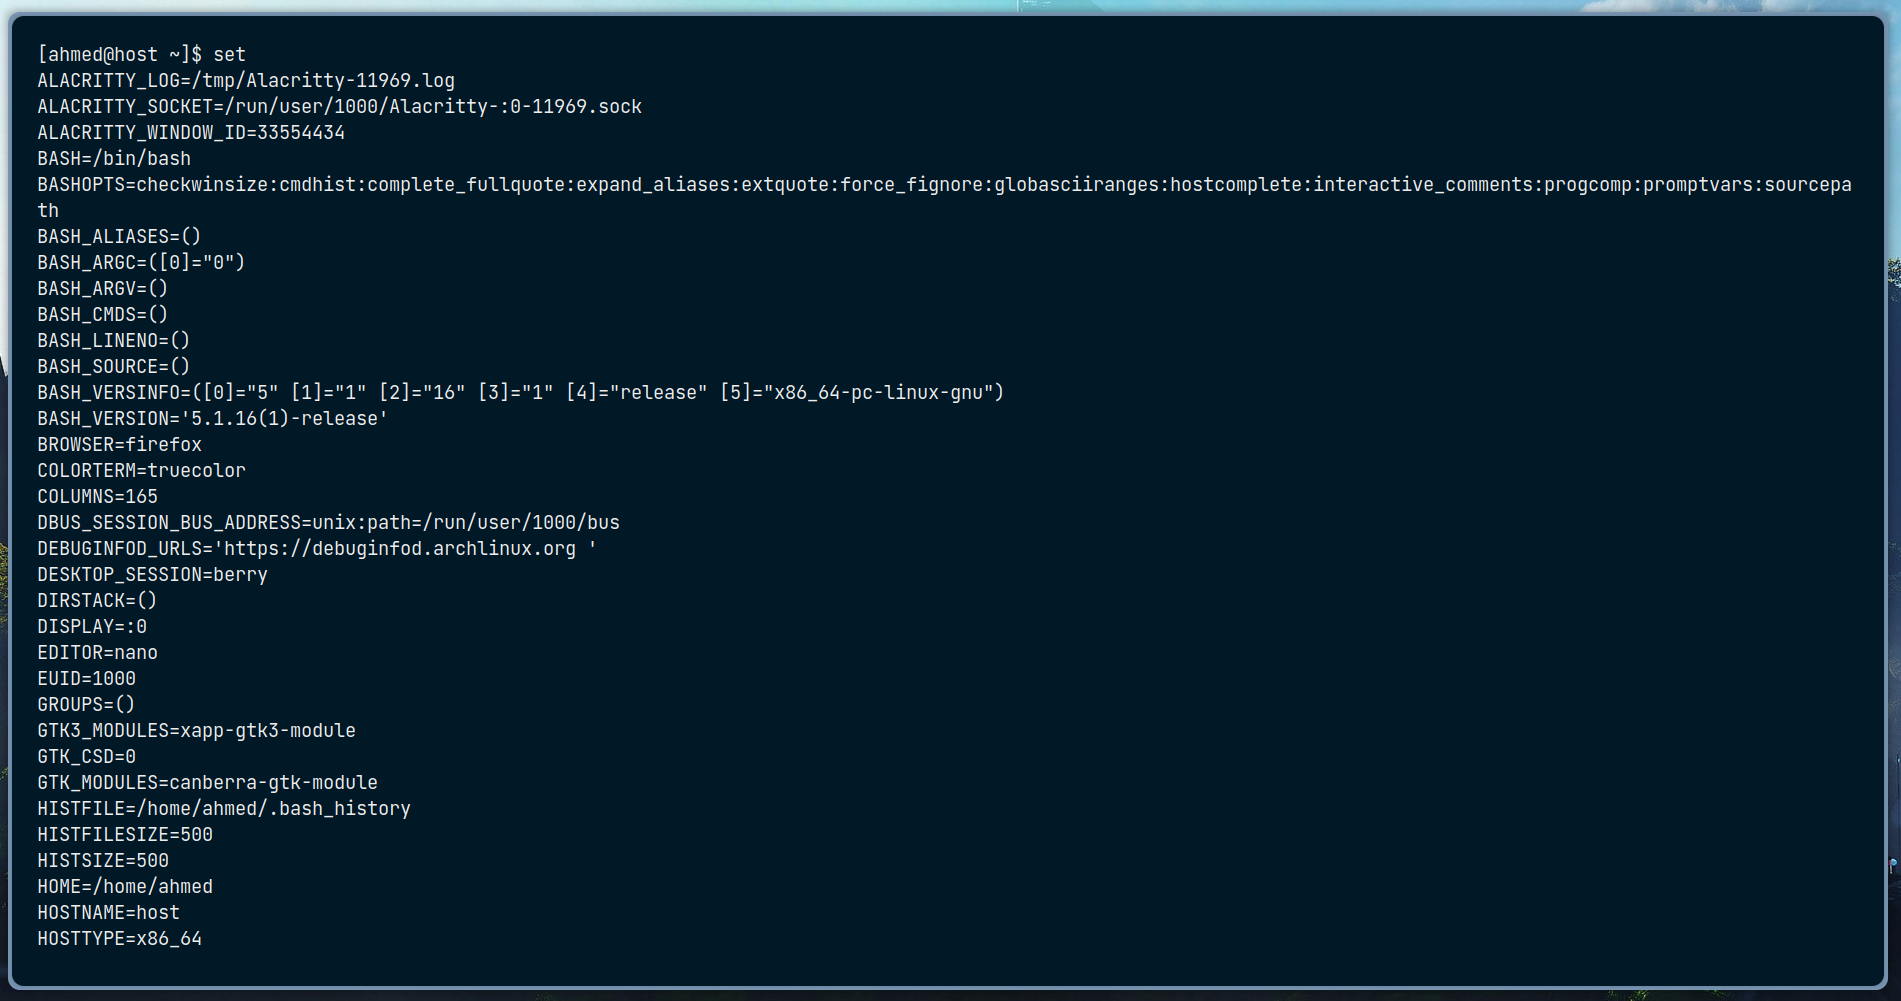 [ahmed@host ~]$ set
ALACRITTY_LOG=/tmp/Alacritty-11969.log
ALACRITTY_SOCKET=/run/user/1000/Alacritty-:0-11969.sock
ALACRITTY_WINDOW_ID=33554434
BASH=/bin/bash
BASHOPTS=checkwinsize:cmdhist:complete_fullquote:expand_aliases:extquote:force_fignore:globasciiranges:hostcomplete:interactive_comments:progcomp:promptvars:sourcepa
th
BASH_ALIASES=()
BASH_ARGC=([0]="0")
BASH_ARGV=()
BASH_CMDS=()
BASH_LINENO=()
BASH_SOURCE=()
BASH_VERSINFO=([0]="5" [1]="1" [2]="16" [3]="1" [4]="release" [5]="x86_64-pc-linux-gnu")
BASH_VERSION='5.1.16(1)-release'
BROWSER=firefox
COLORTERM=truecolor
COLUMNS=165
DBUS_SESSION_BUS_ADDRESS=unix:path=/run/user/1000/bus
DEBUGINFOD_URLS='https://debuginfod.archlinux.org '
DESKTOP_SESSION=berry
DIRSTACK=()
DISPLAY=:0
EDITOR=nano
EUID=1000
GROUPS=()
GTK3_MODULES=xapp-gtk3-module
GTK_CSD=0
GTK_MODULES=canberra-gtk-module
HISTFILE=/home/ahmed/.bash_history
HISTFILESIZE=500
HISTSIZE=500
HOME=/home/ahmed
HOSTNAME=host
HOSTTYPE=x86_64